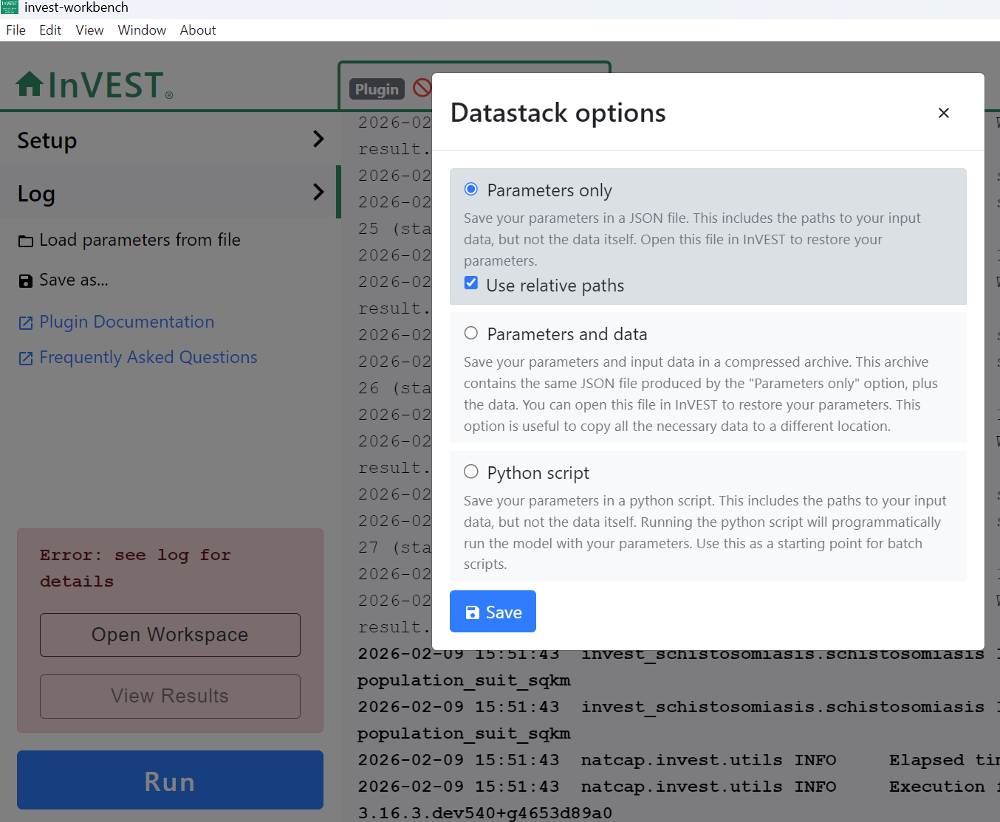 InVEST
invest-workbench
File Edit View Window About
InVEST®
Plugin
Setup
Log
Load parameters from file
Save as...
Plugin Documentation
Frequently Asked Questions
Error: see log for
details
Open Workspace
View Results
Run
2026-02
result.
2026-02
2026-02
25 (sta
2026-02
2026-02
result.
2026-02
2026-02
26 (sta
2026-02
2026-02
result.
2026-02
2026-02
27 (sta
2026-02
2026-02
result.
2026-02-09 15:51:43 invest_schistosomiasis.schistosomiasis
population_suit_sqkm
2026-02-09 15:51:43 invest_schistosomiasis.schistosomiasis
population_suit_sqkm
2026-02-09 15:51:43 natcap.invest.utils INFO Elapsed
2026-02-09 15:51:43 natcap.invest.utils INFO Execution
3.16.3.dev540+g4653d89a0
Datastack options
Parameters only
Save your parameters in a JSON file. This includes the paths to your input
data, but not the data itself. Open this file in InVEST to restore your
parameters.
Use relative paths
Parameters and data
Save your parameters and input data in a compressed archive. This archive
contains the same JSON file produced by the "Parameters only" option, plus
the data. You can open this file in InVEST to restore your parameters. This
option is useful to copy all the necessary data to a different location.
Python script
Save your parameters in a python script. This includes the paths to your input
data, but not the data itself. Running the python script will programmatically
run the model with your parameters. Use this as a starting point for batch
scripts.
Save